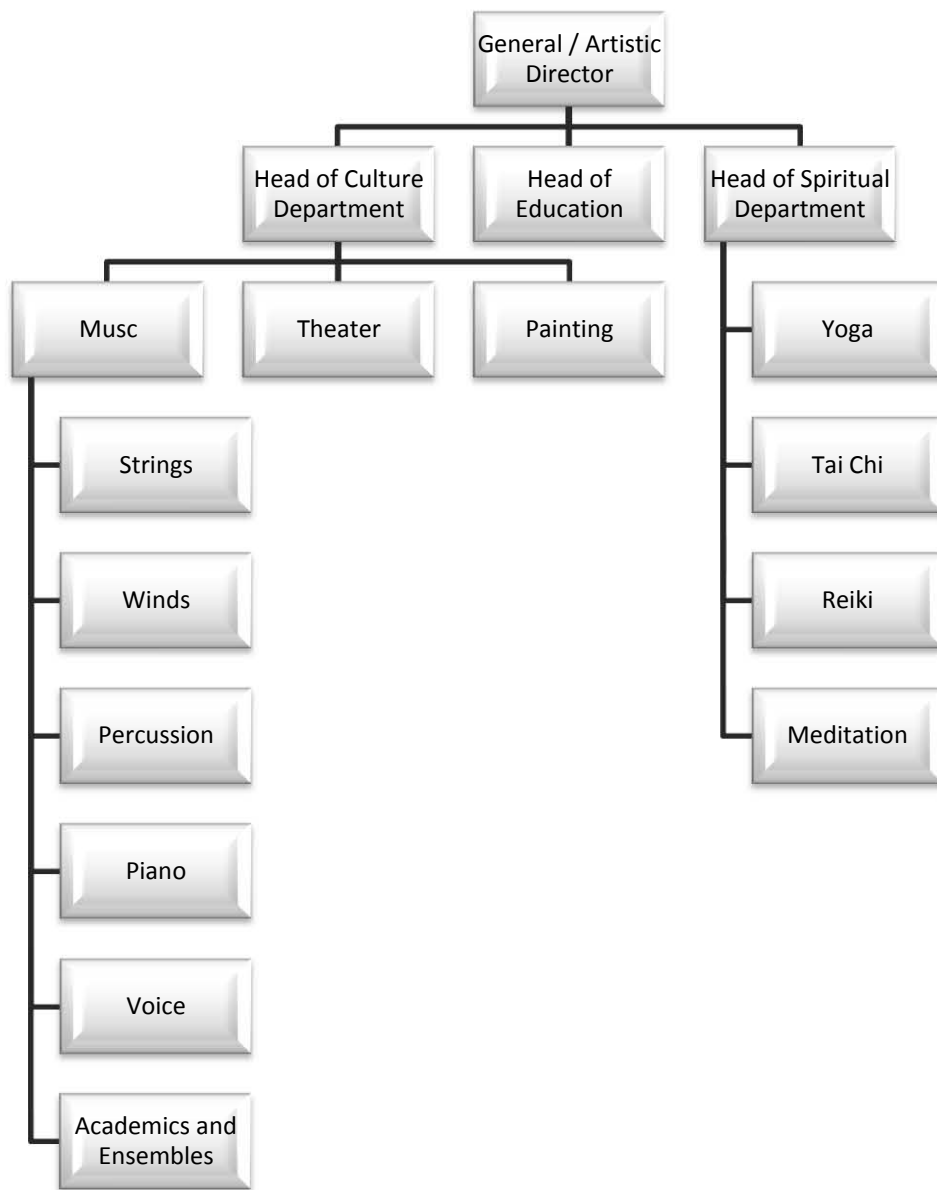 General / Artistic
Director
Head of Culture
Department
Head of
Education
Head of Spiritual
Department
Musc
Theater
Painting
Yoga
Strings
Tai Chi
Winds
Reiki
Percussion
Meditation
Piano
Voice
Academics and
Ensembles